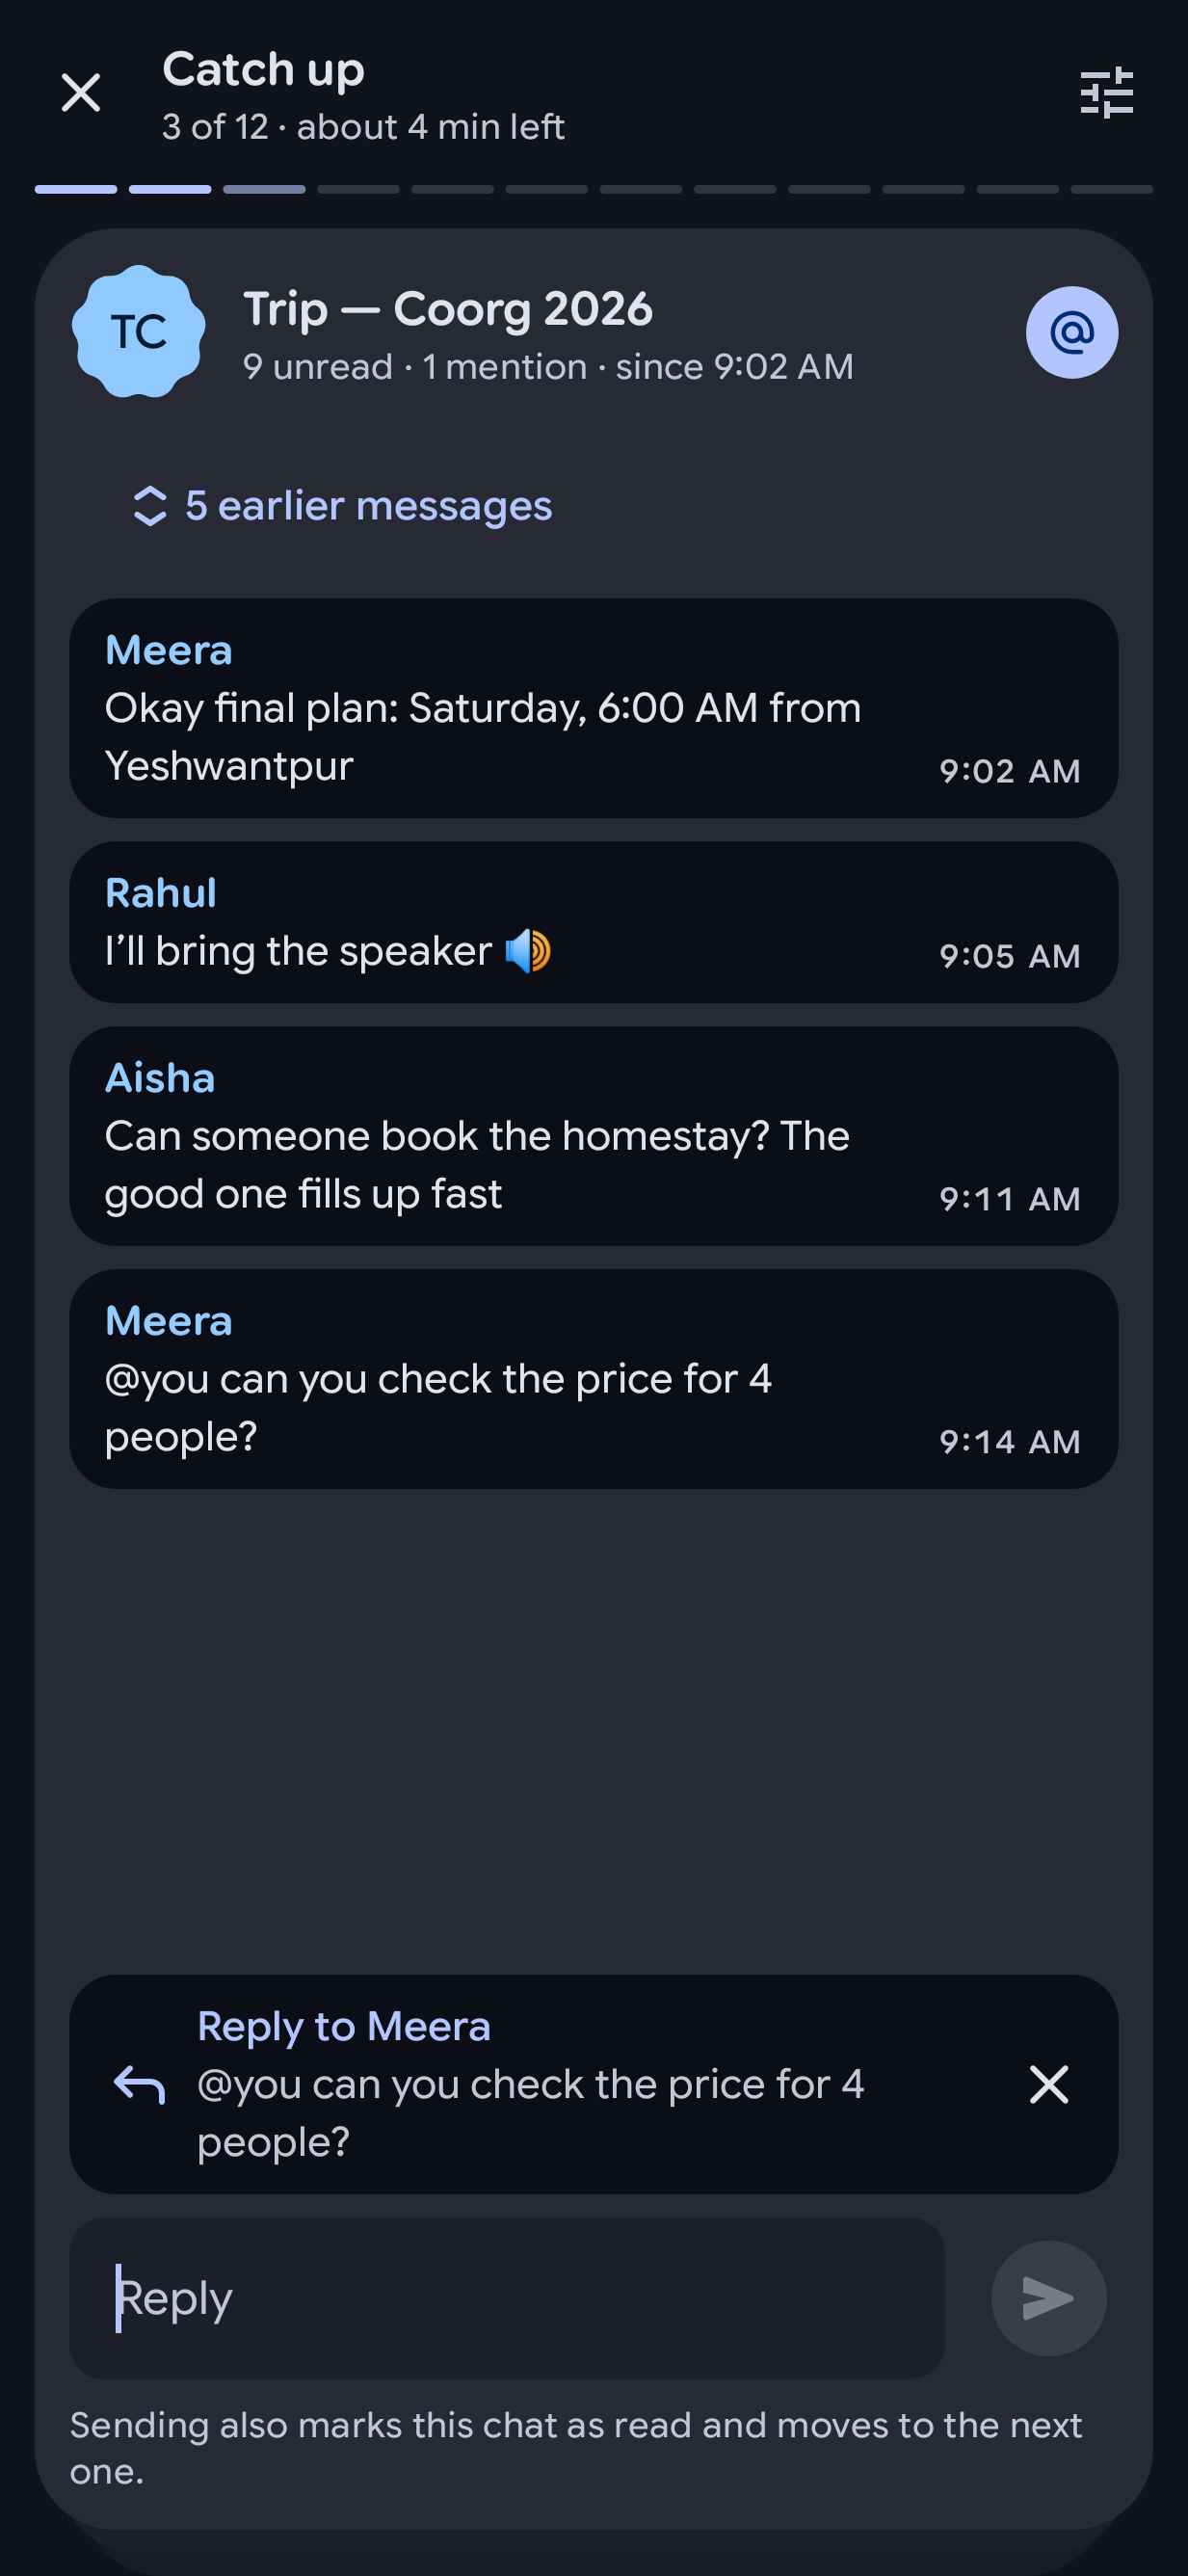 Catch up
3 of 12 · about 4 min left
TC
Trip — Coorg 2026
9 unread · 1 mention · since 9:02 AM
5 earlier messages
Meera
Okay final plan: Saturday, 6:00 AM from
Yeshwantpur
9:02 AM
Rahul
I’ll bring the speaker 🔊
9:05 AM
Aisha
Can someone book the homestay? The
good one fills up fast
9:11 AM
Meera
@you can you check the price for 4
people?
9:14 AM
Reply to Meera
@you can you check the price for 4
people?
Reply
Sending also marks this chat as read and moves to the next
one.